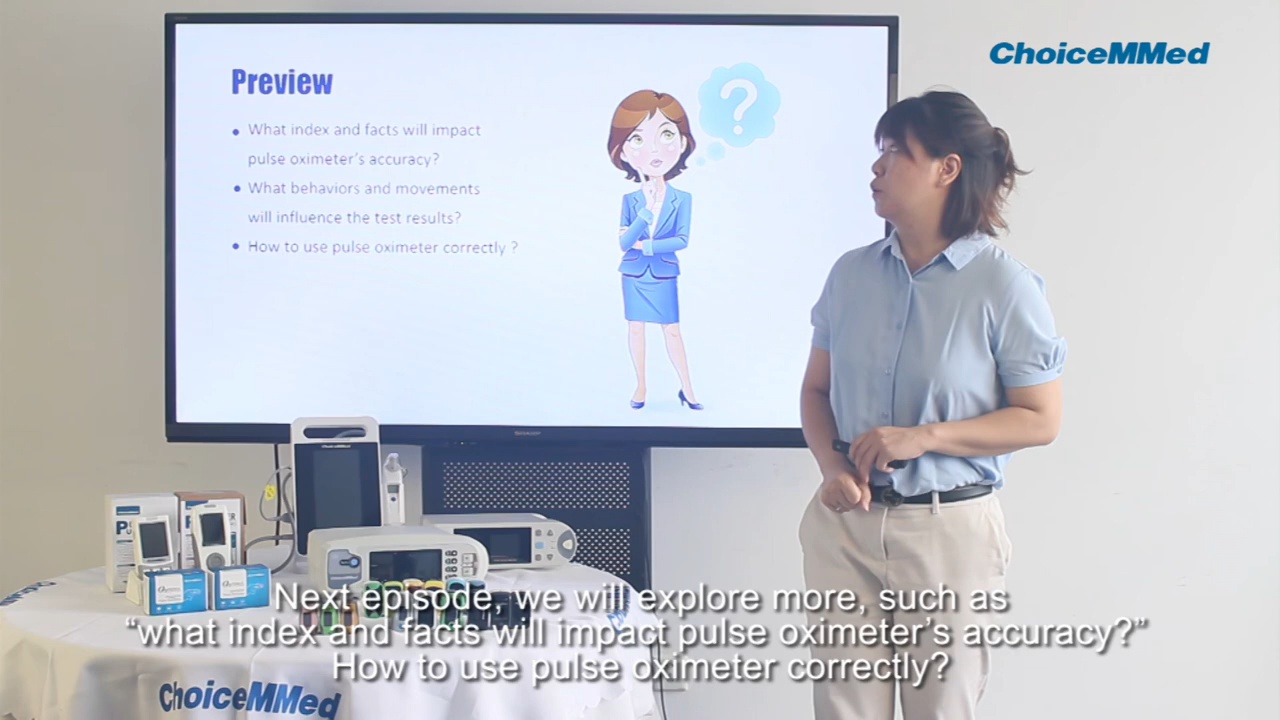 ChoiceMMed
Preview
What index and facts will impact
pulse oximeter's accuracy?
What behaviors and movements
will influence the test results?
How to use pulse oximeter correctly ?
?
ChoiceMMed
Next episode, we will explore more, such as
“what index and facts will impact pulse oximeter's accuracy?”
How to use pulse oximeter correctly?
ChoiceMMed